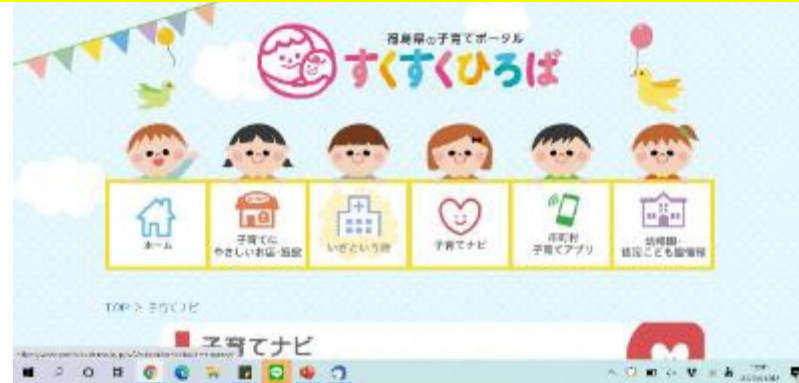 福島県の子育てポータル
すくすくひろば
ホーム
子育てに
やさしいお店・施設
いざという時
子育てナビ
市町村
子育てアプリ
幼稚園・
認定こども園情報
TOP > 子育てナビ
子育てナビ